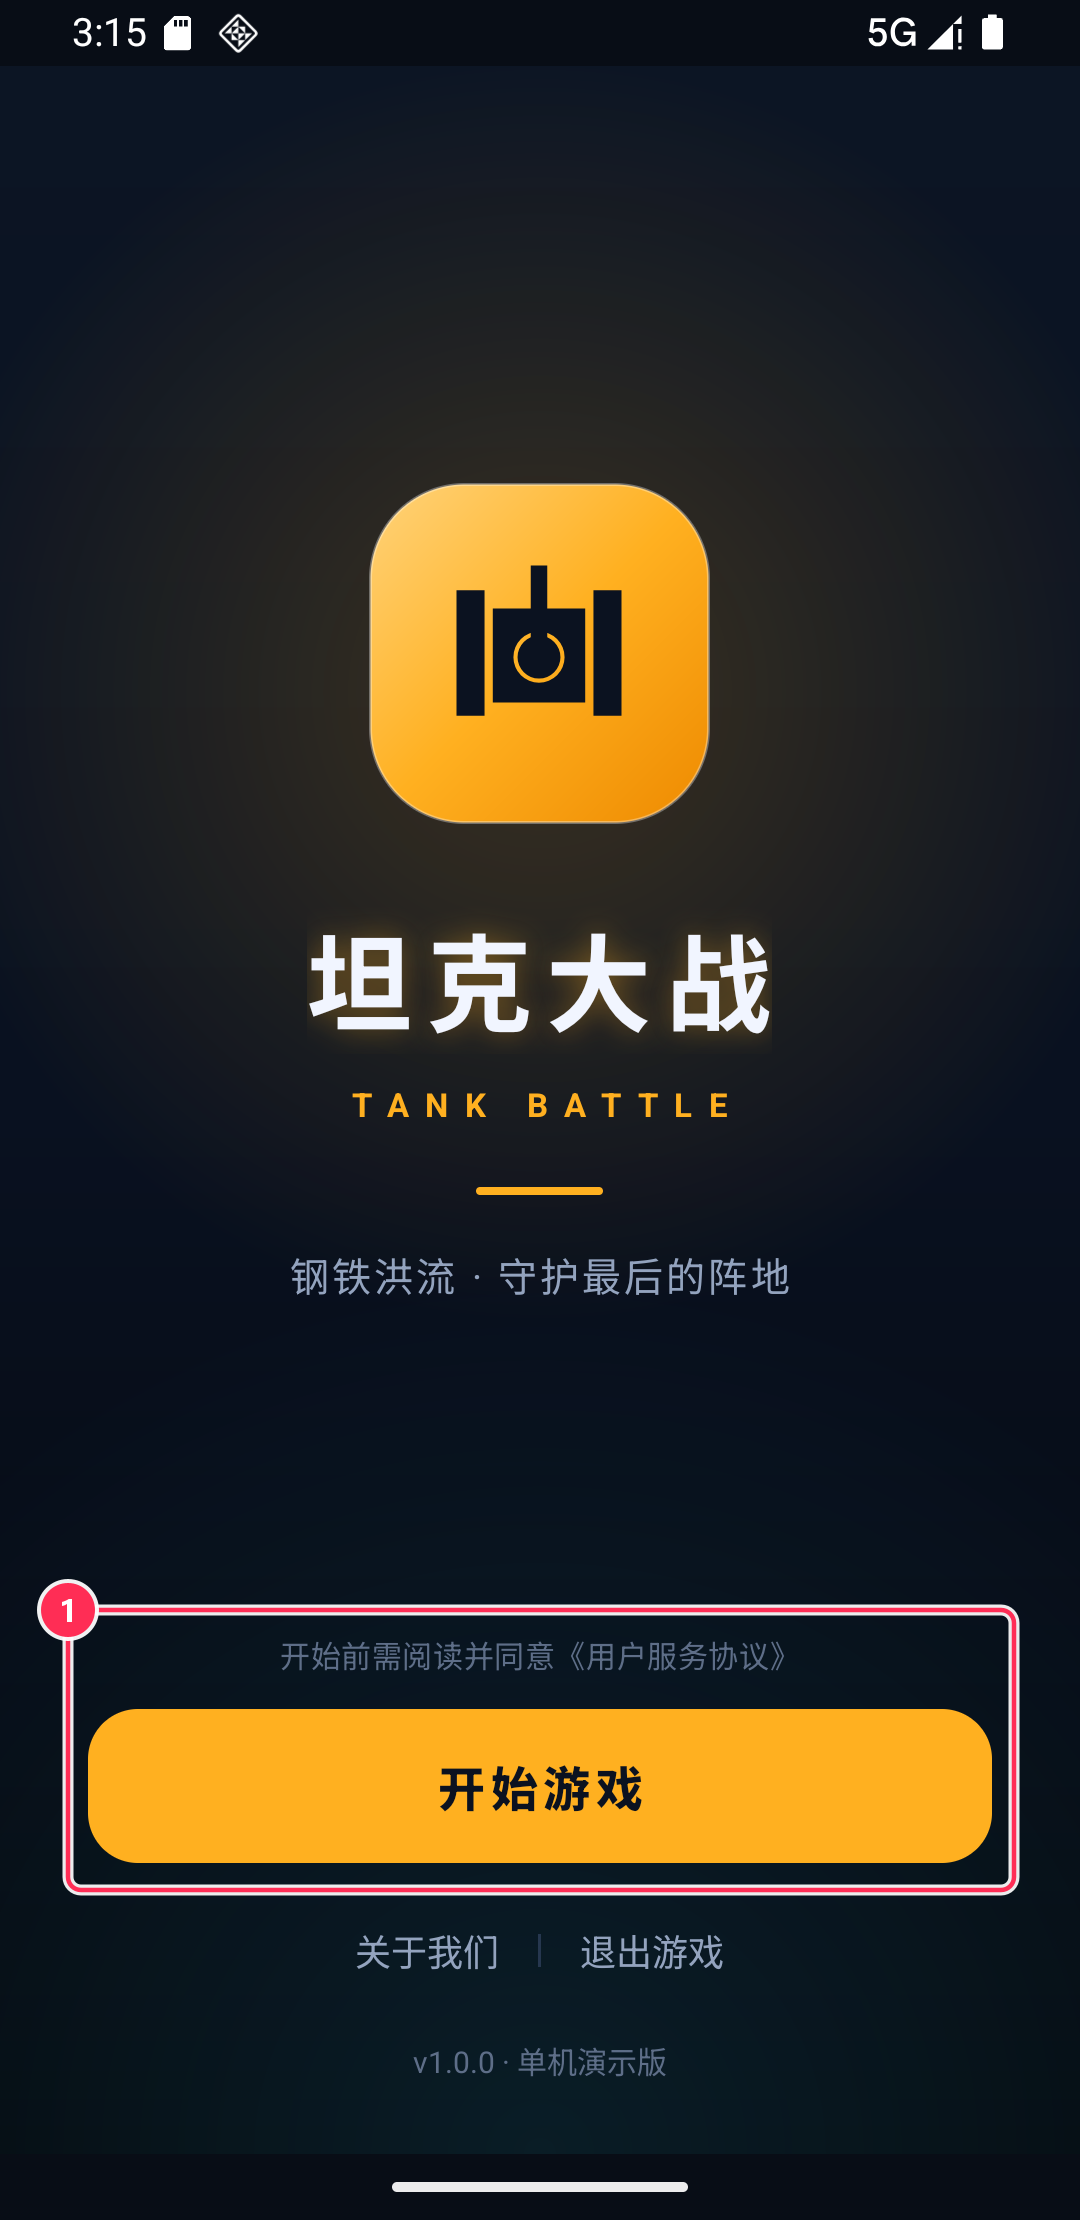 3:15
5G
坦克大战
TANK BATTLE
钢铁洪流 · 守护最后的阵地
1
开始前需阅读并同意《用户服务协议》
开始游戏
关于我们 | 退出游戏
v1.0.0 · 单机演示版